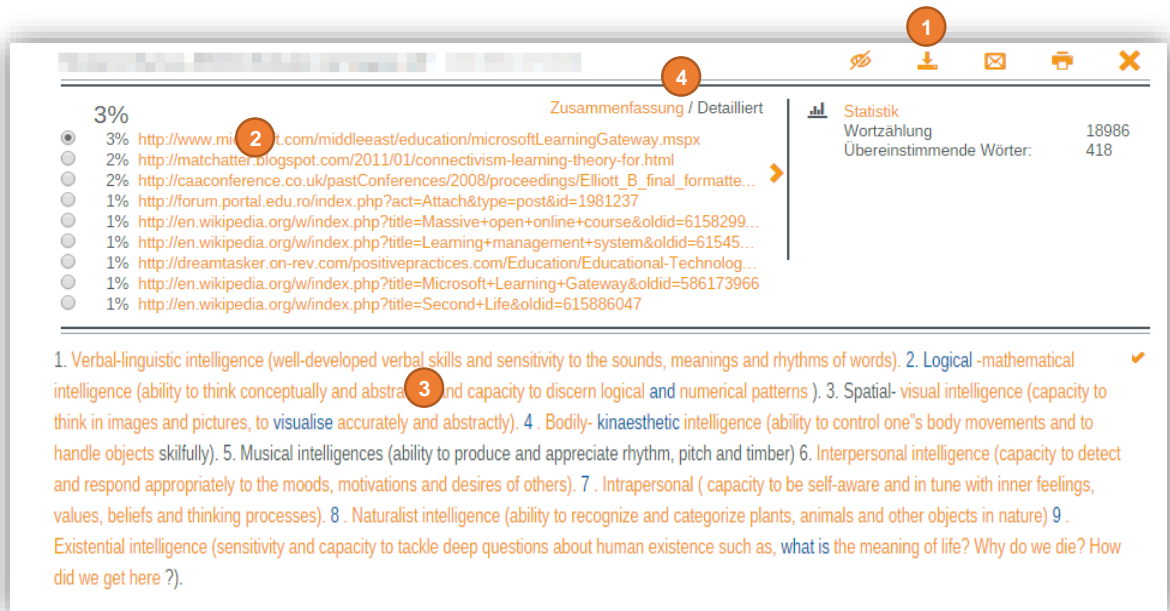 1
4
3%
Zusammenfassung / Detailliert
Statistik
Wortzählung 18986
Übereinstimmende Wörter: 418
2
3% http://www.mi t.com/middleeast/education/microsoftLearningGateway.mspx
2% http://matchatter.blogspot.com/2011/01/connectivism-learning-theory-for.html
2% http://caaconference.co.uk/pastConferences/2008/proceedings/Elliott_B_final_formatte...
1% http://forum.portal.edu.ro/index.php?act=Attach&type=post&id=1981237
1% http://en.wikipedia.org/w/index.php?title=Massive+open+online+course&oldid=6158299...
1% http://en.wikipedia.org/w/index.php?title=Learning+management+system&oldid=61545...
1% http://dreamtasker.on-rev.com/positivepractices.com/Education/Educational-Technolog...
1% http://en.wikipedia.org/w/index.php?title=Microsoft+Learning+Gateway&oldid=586173966
1% http://en.wikipedia.org/w/index.php?title=Second+Life&oldid=615886047
1. Verbal-linguistic intelligence (well-developed verbal skills and sensitivity to the sounds, meanings and rhythms of words). 2. Logical -mathematical
intelligence (ability to think conceptually and abstra 3 nd capacity to discern logical and numerical patterns ). 3. Spatial- visual intelligence (capacity to
think in images and pictures, to visualise accurately and abstractly). 4 . Bodily- kinaesthetic intelligence (ability to control one"s body movements and to
handle objects skilfully). 5. Musical intelligences (ability to produce and appreciate rhythm, pitch and timber) 6. Interpersonal intelligence (capacity to detect
and respond appropriately to the moods, motivations and desires of others). 7 . Intrapersonal ( capacity to be self-aware and in tune with inner feelings,
values, beliefs and thinking processes). 8 . Naturalist intelligence (ability to recognize and categorize plants, animals and other objects in nature) 9 .
Existential intelligence (sensitivity and capacity to tackle deep questions about human existence such as, what is the meaning of life? Why do we die? How
did we get here ?).